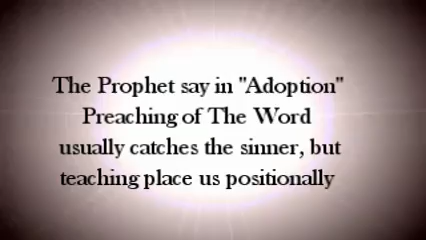 The Prophet say in "Adoption"
Preaching of The Word
usually catches the sinner, but
teaching place us positionally